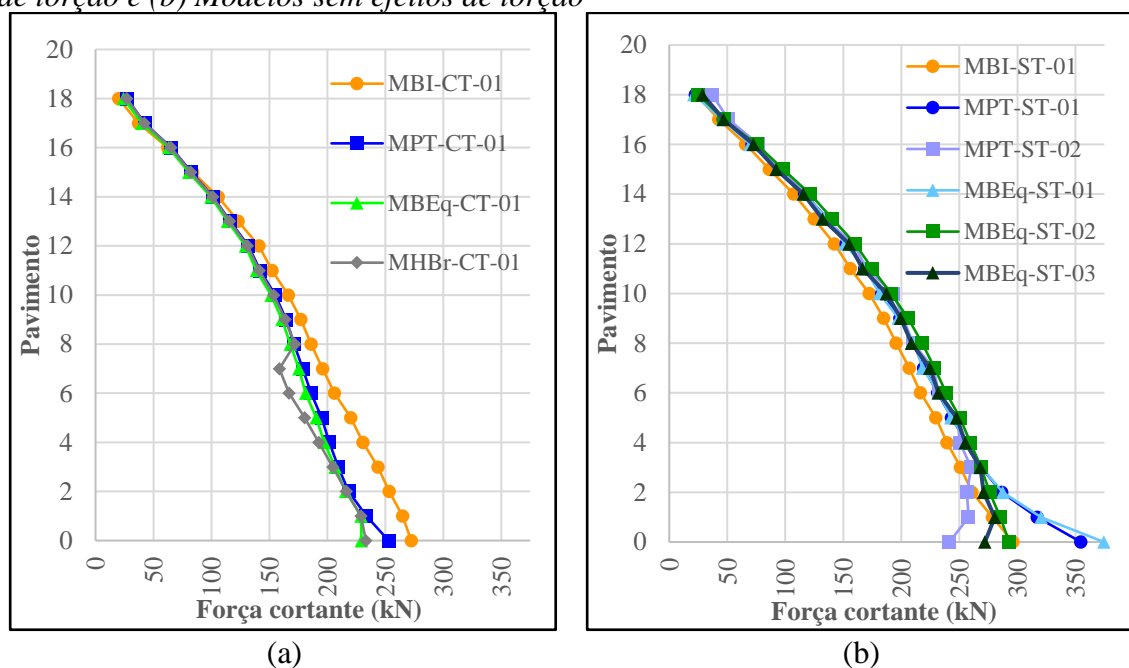 de torção e (b) Modelos sem efeitos de torção
20
18
16
14
12
10
8
6
4
2
0
Pavimento
0
50
100
150
200
250
300
350
Força cortante (kN)
MBI-CT-01
MPT-CT-01
MBEq-CT-01
MHBr-CT-01
(a)
20
18
16
14
12
10
8
6
4
2
0
Pavimento
0
50
100
150
200
250
300
350
Força cortante (kN)
MBI-ST-01
MPT-ST-01
MPT-ST-02
MBEq-ST-01
MBEq-ST-02
MBEq-ST-03
(b)